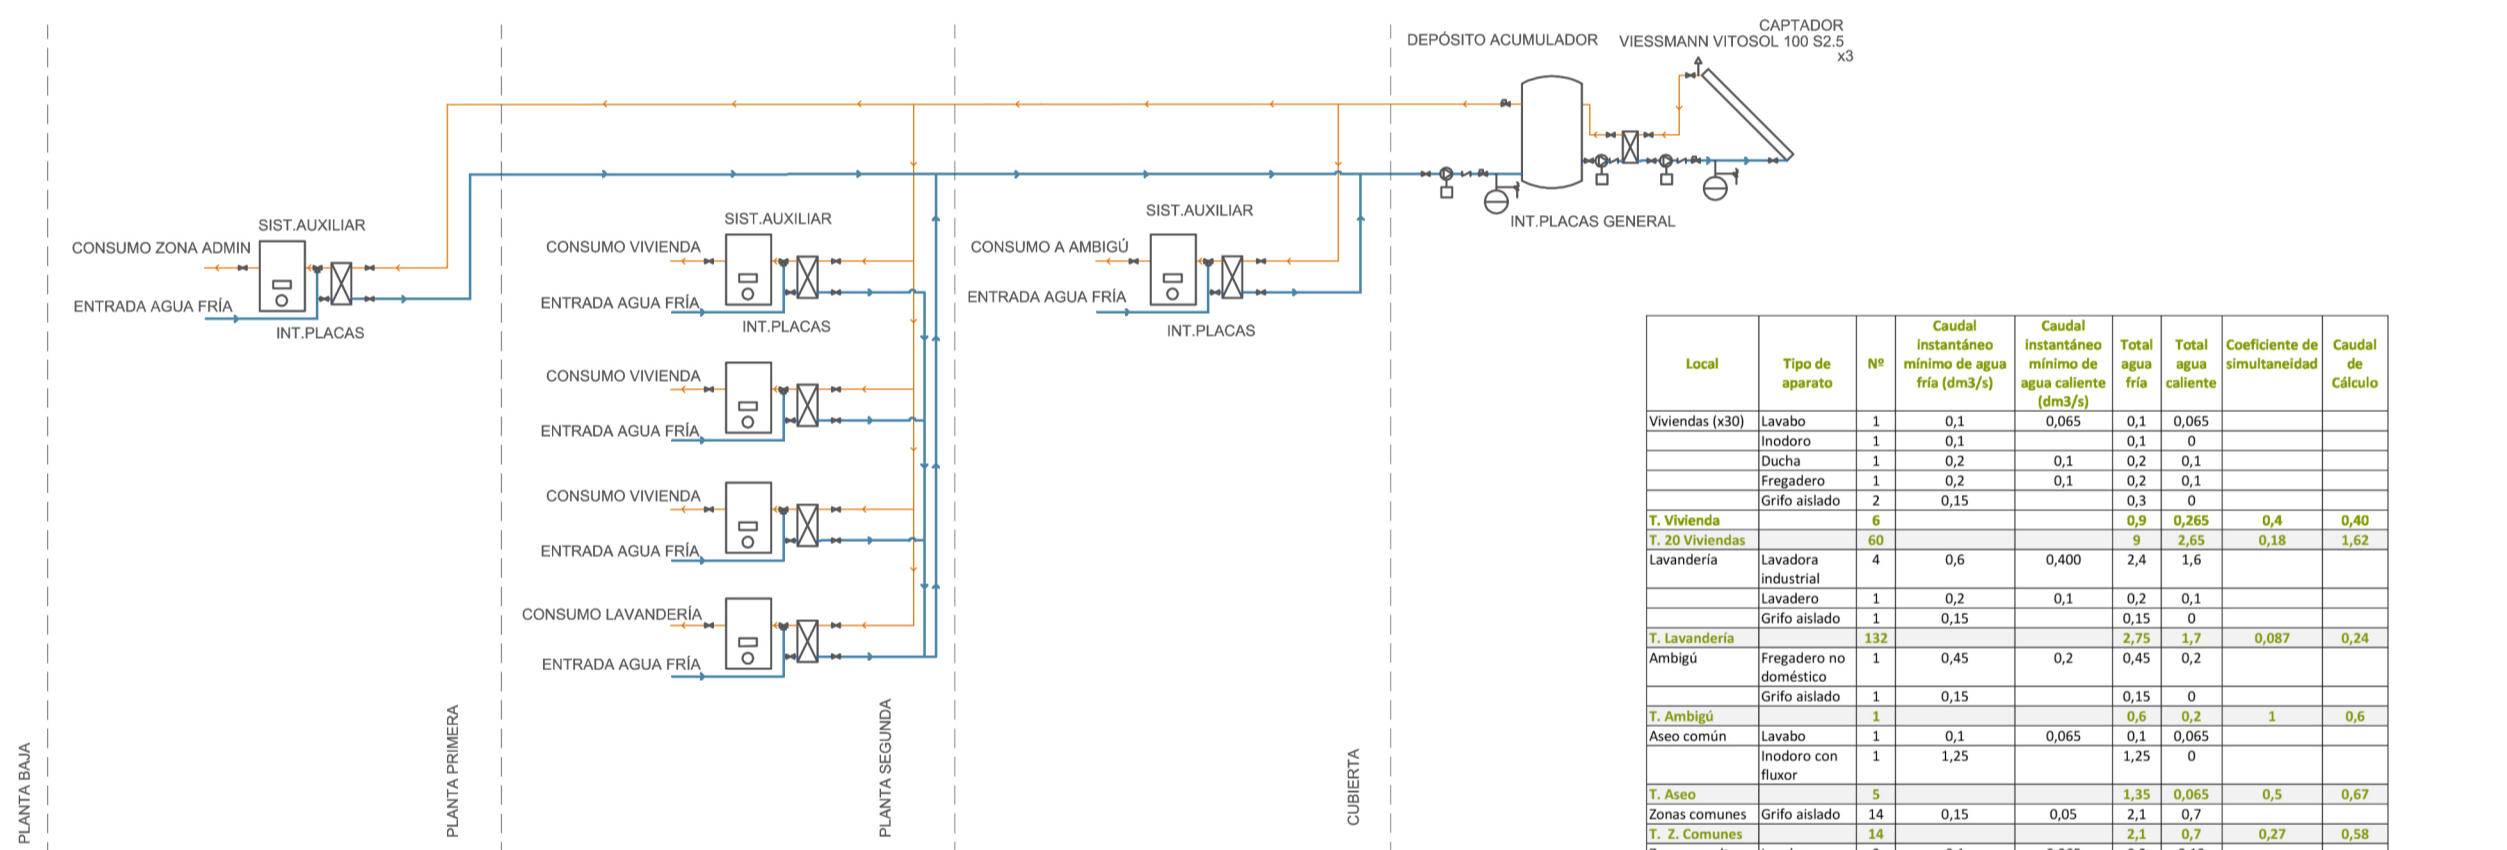 CAPTADOR
DEPÓSITO ACUMULADOR VIESSMANN VITOSOL 100 S2.5
x3
INT.PLACAS GENERAL
SIST.AUXILIAR
CONSUMO ZONA ADMIN
ENTRADA AGUA FRÍA
INT.PLACAS
SIST.AUXILIAR
CONSUMO VIVIENDA
ENTRADA AGUA FRÍA
INT.PLACAS
CONSUMO VIVIENDA
ENTRADA AGUA FRÍA
CONSUMO VIVIENDA
ENTRADA AGUA FRÍA
CONSUMO LAVANDERÍA
ENTRADA AGUA FRÍA
SIST.AUXILIAR
CONSUMO A AMBIGÚ
ENTRADA AGUA FRÍA
INT.PLACAS
PLANTA BAJA
PLANTA PRIMERA
PLANTA SEGUNDA
CUBIERTA
Local Tipo de aparato Nº Caudal instantáneo mínimo de agua fría (dm3/s) Caudal instantáneo mínimo de agua caliente (dm3/s) Total agua fría Total agua caliente Coeficiente de simultaneidad Caudal de Cálculo
Viviendas (x30) Lavabo 1 0,1 0,065 0,1 0,065
Inodoro 1 0,1 0,1 0
Ducha 1 0,2 0,1 0,2 0,1
Fregadero 1 0,2 0,1 0,2 0,1
Grifo aislado 2 0,15 0,3 0
T. Vivienda 6 0,9 0,265 0,4 0,40
T. 20 Viviendas 60 9 2,65 0,18 1,62
Lavandería Lavadora industrial 4 0,6 0,400 2,4 1,6
Lavadero 1 0,2 0,1 0,2 0,1
Grifo aislado 1 0,15 0,15 0
T. Lavandería 132 2,75 1,7 0,087 0,24
Ambigú Fregadero no doméstico 1 0,45 0,2 0,45 0,2
Grifo aislado 1 0,15 0,15 0
T. Ambigú 1 0,6 0,2 1 0,6
Aseo común Lavabo 1 0,1 0,065 0,1 0,065
Inodoro con fluxor 1 1,25 1,25 0
T. Aseo 5 1,35 0,065 0,5 0,67
Zonas comunes Grifo aislado 14 0,15 0,05 2,1 0,7
T. Z. Comunes 14 2,1 0,7 0,27 0,58